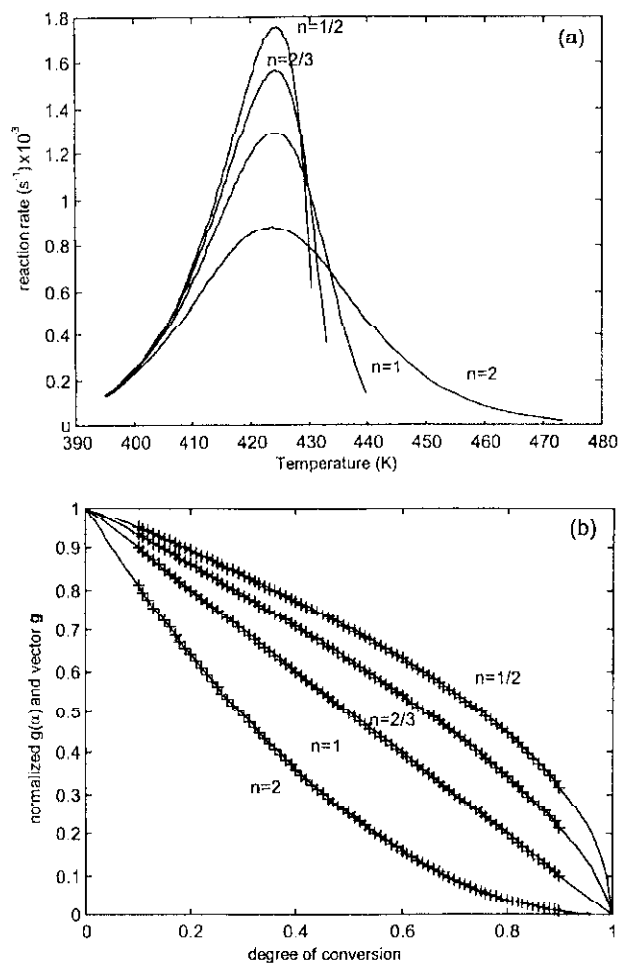 (a)
n=1/2
n=2/3
n=1
n=2
1.8
1.6
1.4
1.2
1
0.8
0.6
0.4
0.2
0
390 400 410 420 430 440 450 460 470 480
reaction rate (s⁻¹)x10³
Temperature (K)
(b)
n=1/2
n=2/3
n=1
n=2
1
0.9
0.8
0.7
0.6
0.5
0.4
0.3
0.2
0.1
0
0 0.2 0.4 0.6 0.8 1
normalized g(α) and vector g
degree of conversion